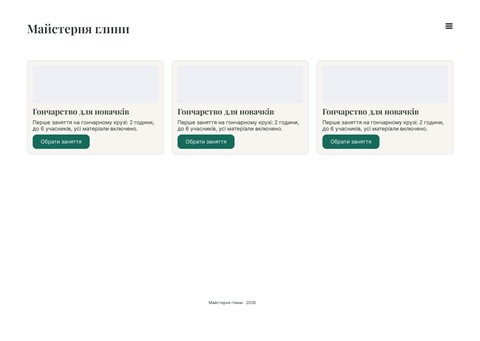 Майстерня глини
Гончарство для новачків
Перше заняття на гончарному крузі: 2 години,
до 6 учасників, усі матеріали включено.
Обрати заняття
Гончарство для новачків
Перше заняття на гончарному крузі: 2 години,
до 6 учасників, усі матеріали включено.
Обрати заняття
Гончарство для новачків
Перше заняття на гончарному крузі: 2 години,
до 6 учасників, усі матеріали включено.
Обрати заняття
Майстерня глини · 2026